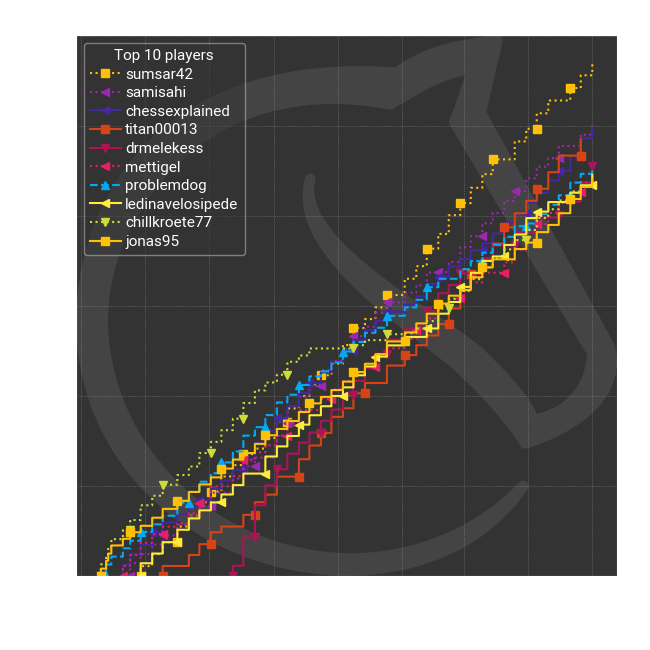 Top 10 players
sumsar42
samisahi
chessexplained
titan00013
drmelekess
mettigel
problemdog
ledinavelosipede
chillkroete77
jonas95